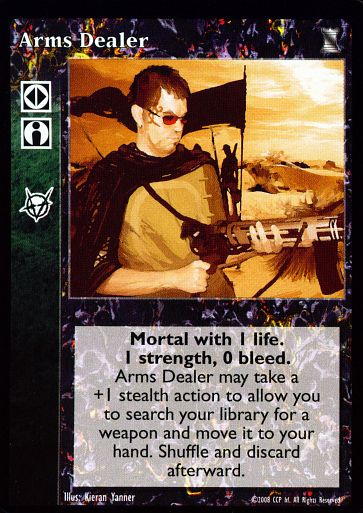 Arms Dealer
Mortal with 1 life.
1 strength, 0 bleed.
Arms Dealer may take a
+1 stealth action to allow you
to search your library for a
weapon and move it to your
hand. Shuffle and discard
afterward.
Illus: Kieran Yanner ©2008 CCP hf. All Rights Reserved